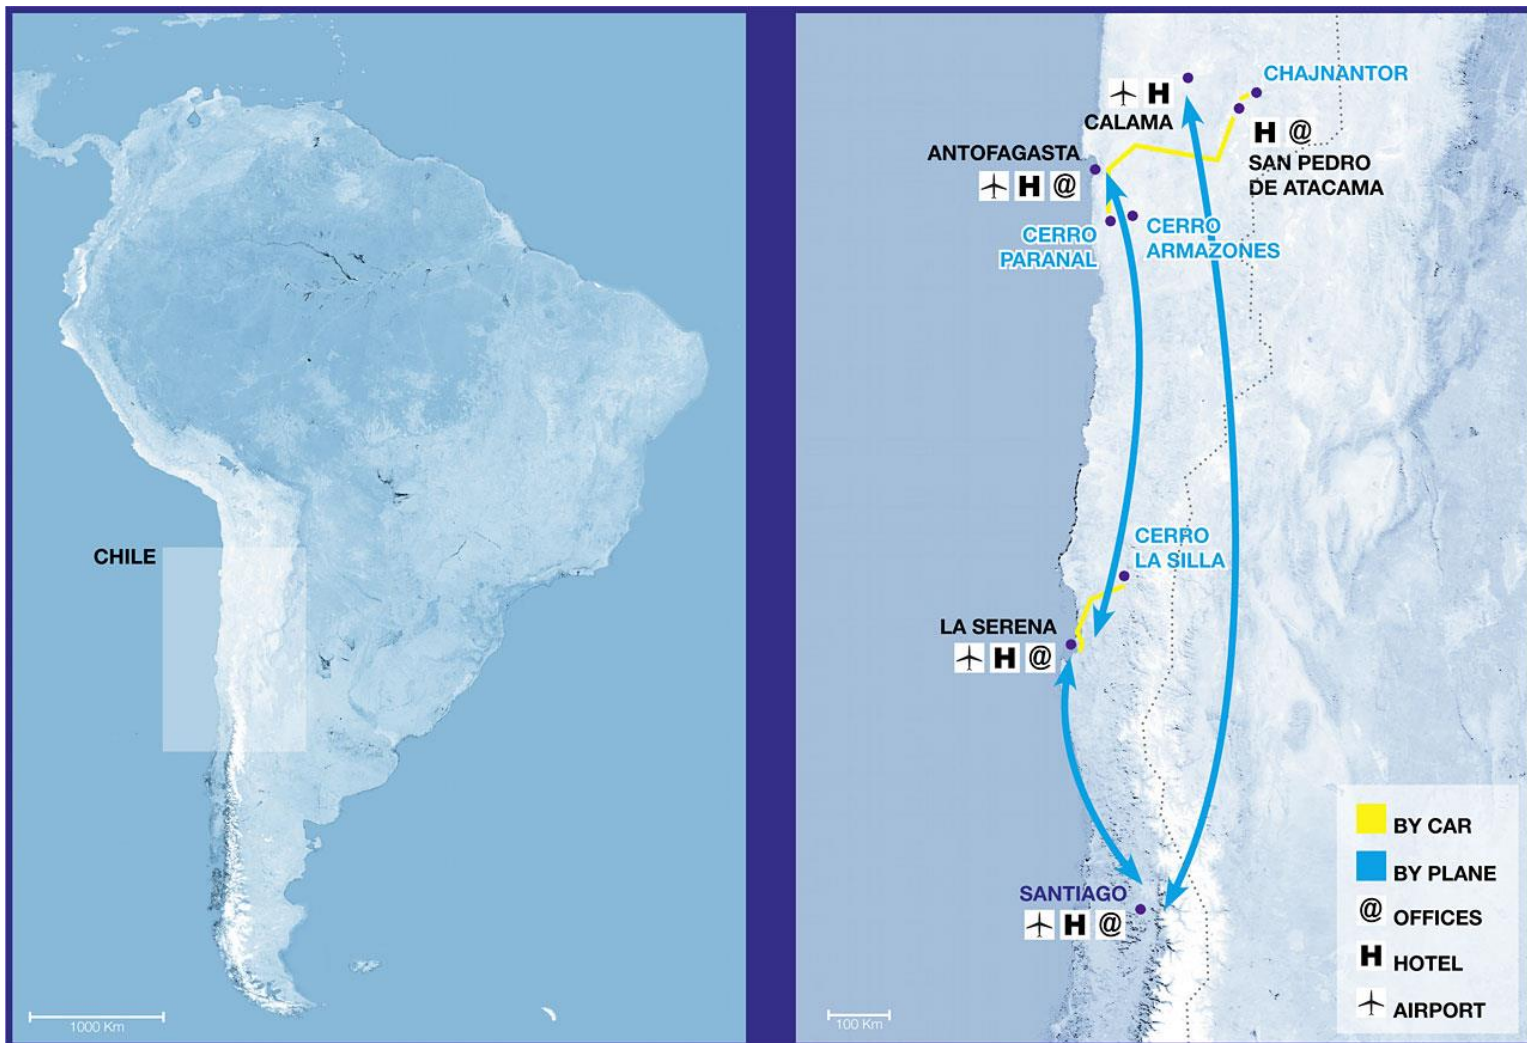 CHILE
1000 Km
CHAJNANTOR
H
CALAMA
H @
SAN PEDRO
DE ATACAMA
ANTOFAGASTA
H @
CERRO
PARANAL
CERRO
ARMAZONES
CERRO
LA SILLA
LA SERENA
H @
SANTIAGO
H @
100 Km
BY CAR
BY PLANE
@ OFFICES
H HOTEL
AIRPORT